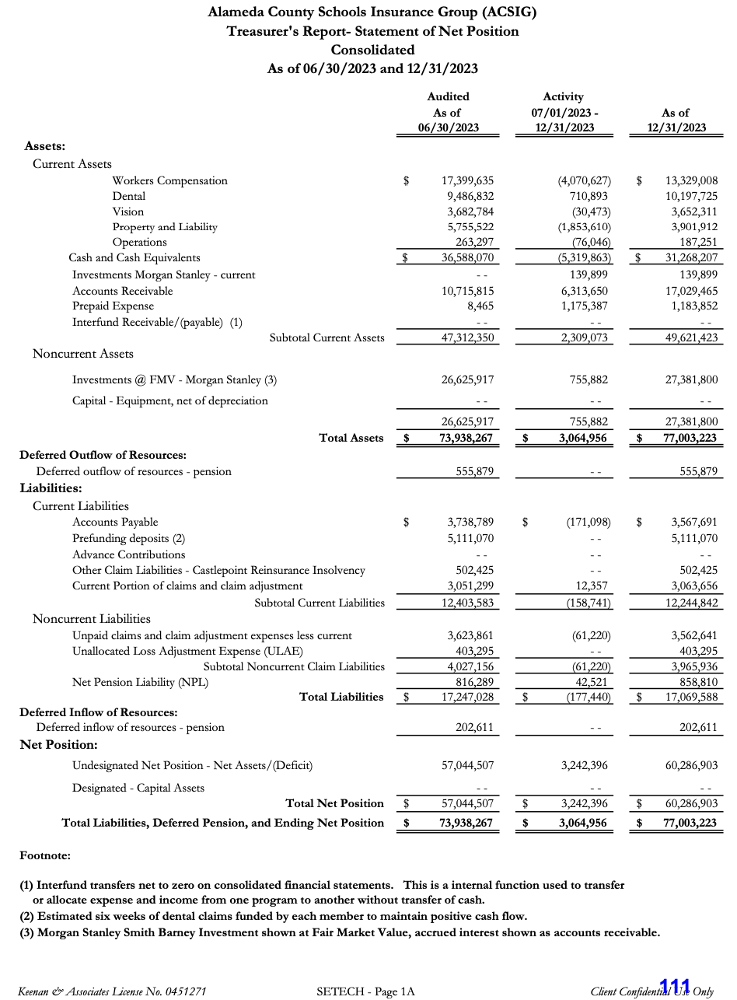 Alameda County Schools Insurance Group (ACSIG)
Treasurer's Report- Statement of Net Position
Consolidated
As of 06/30/2023 and 12/31/2023
Audited Activity
As of 07/01/2023 - As of
06/30/2023 12/31/2023 12/31/2023
Assets:
Current Assets
Workers Compensation $ 17,399,635 (4,070,627) $ 13,329,008
Dental 9,486,832 710,893 10,197,725
Vision 3,682,784 (30,473) 3,652,311
Property and Liability 5,755,522 (1,853,610) 3,901,912
Operations 263,297 (76,046) 187,251
Cash and Cash Equivalents $ 36,588,070 (5,319,863) $ 31,268,207
Investments Morgan Stanley - current - - 139,899 139,899
Accounts Receivable 10,715,815 6,313,650 17,029,465
Prepaid Expense 8,465 1,175,387 1,183,852
Interfund Receivable/(payable) (1) - - - - - -
Subtotal Current Assets 47,312,350 2,309,073 49,621,423
Noncurrent Assets
Investments @ FMV - Morgan Stanley (3) 26,625,917 755,882 27,381,800
Capital - Equipment, net of depreciation - - - - - -
26,625,917 755,882 27,381,800
Total Assets $ 73,938,267 $ 3,064,956 $ 77,003,223
Deferred Outflow of Resources:
Deferred outflow of resources - pension 555,879 - - 555,879
Liabilities:
Current Liabilities
Accounts Payable $ 3,738,789 $ (171,098) $ 3,567,691
Prefunding deposits (2) 5,111,070 - - 5,111,070
Advance Contributions - - - - - -
Other Claim Liabilities - Castlepoint Reinsurance Insolvency 502,425 - - 502,425
Current Portion of claims and claim adjustment 3,051,299 12,357 3,063,656
Subtotal Current Liabilities 12,403,583 (158,741) 12,244,842
Noncurrent Liabilities
Unpaid claims and claim adjustment expenses less current 3,623,861 (61,220) 3,562,641
Unallocated Loss Adjustment Expense (ULAE) 403,295 - - 403,295
Subtotal Noncurrent Claim Liabilities 4,027,156 (61,220) 3,965,936
Net Pension Liability (NPL) 816,289 42,521 858,810
Total Liabilities $ 17,247,028 $ (177,440) $ 17,069,588
Deferred Inflow of Resources:
Deferred inflow of resources - pension 202,611 - - 202,611
Net Position:
Undesignated Net Position - Net Assets/(Deficit) 57,044,507 3,242,396 60,286,903
Designated - Capital Assets - - - - - -
Total Net Position $ 57,044,507 $ 3,242,396 $ 60,286,903
Total Liabilities, Deferred Pension, and Ending Net Position $ 73,938,267 $ 3,064,956 $ 77,003,223
Footnote:
(1) Interfund transfers net to zero on consolidated financial statements. This is a internal function used to transfer
or allocate expense and income from one program to another without transfer of cash.
(2) Estimated six weeks of dental claims funded by each member to maintain positive cash flow.
(3) Morgan Stanley Smith Barney Investment shown at Fair Market Value, accrued interest shown as accounts receivable.
Keenan & Associates License No. 0451271 SETECH - Page 1A Client Confidential Use Only
111